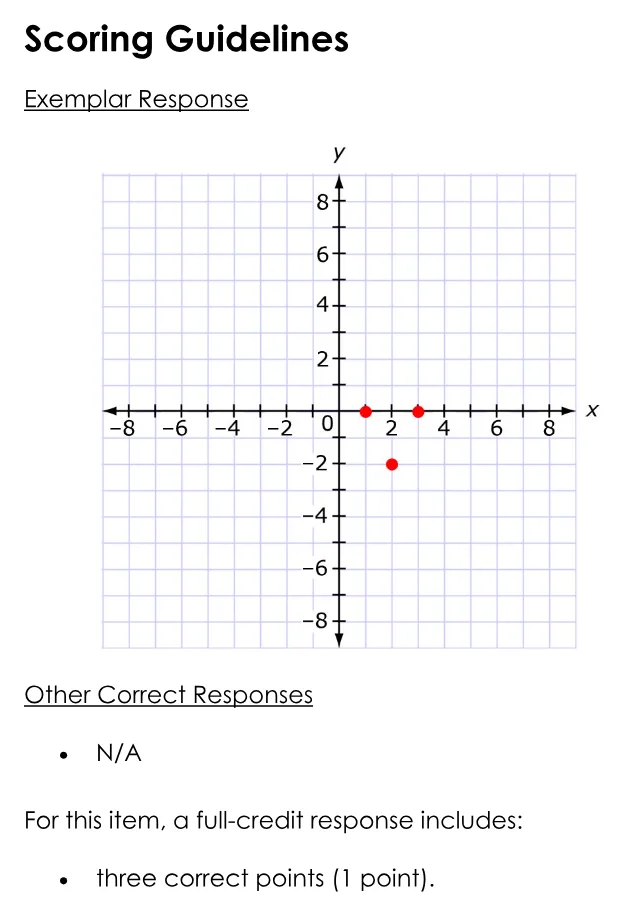 Scoring Guidelines
Exemplar Response
y
8
6
4
2
−8 −6 −4 −2 0 2 4 6 8 x
−2
−4
−6
−8
Other Correct Responses
• N/A
For this item, a full-credit response includes:
• three correct points (1 point).